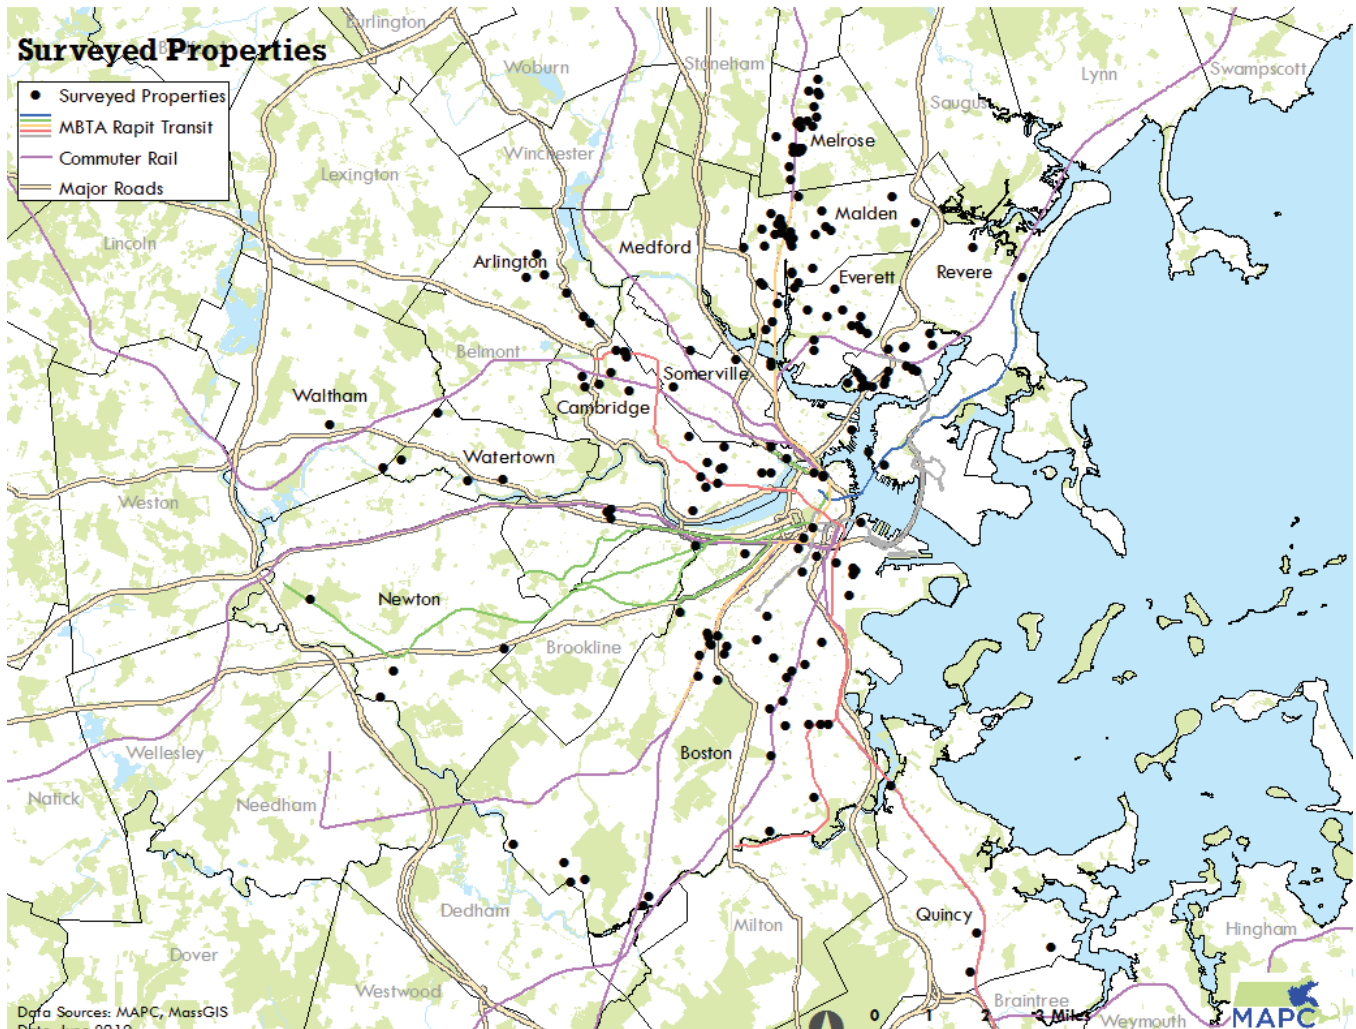 Surveyed Properties
Surveyed Properties
MBTA Rapit Transit
Commuter Rail
Major Roads
Burlington
Woburn
Stoneham
Lynn
Swampscott
Saugus
Winchester
Melrose
Lexington
Malden
Lincoln
Medford
Arlington
Everett
Revere
Belmont
Somerville
Waltham
Cambridge
Watertown
Weston
Newton
Brookline
Wellesley
Boston
Natick
Needham
Dedham
Milton
Quincy
Hingham
Dover
Westwood
Braintree
Weymouth
0 1 2 3 Miles
MAPC
Data Sources: MAPC, MassGIS